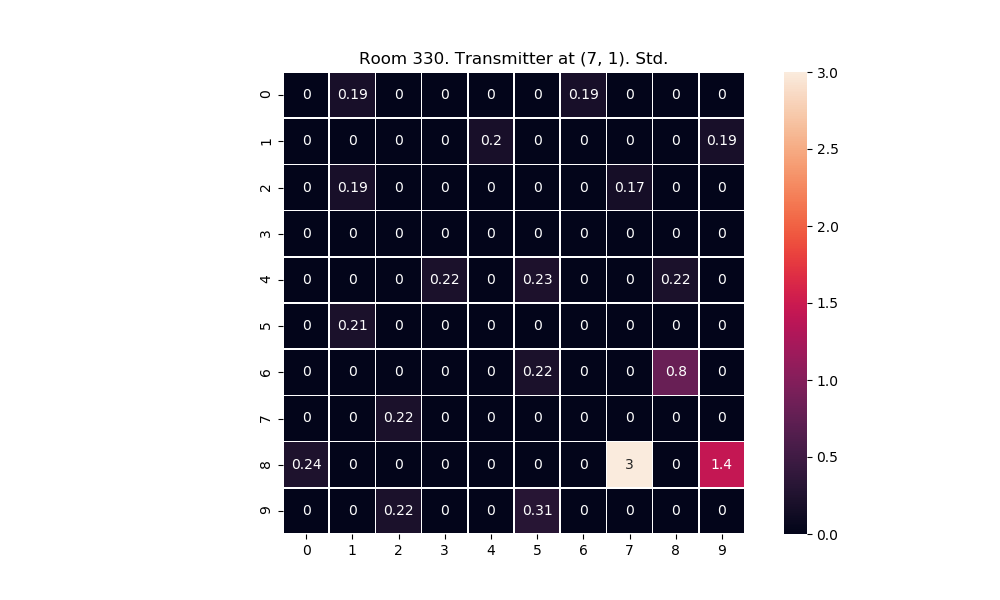 Room 330. Transmitter at (7, 1). Std.
0 0 0.19 0 0 0 0 0.19 0 0 0
1 0 0 0 0 0.2 0 0 0 0 0.19
2 0 0.19 0 0 0 0 0 0.17 0 0
3 0 0 0 0 0 0 0 0 0 0
4 0 0 0 0.22 0 0.23 0 0 0.22 0
5 0 0.21 0 0 0 0 0 0 0 0
6 0 0 0 0 0 0.22 0 0 0.8 0
7 0 0 0.22 0 0 0 0 0 0 0
8 0.24 0 0 0 0 0 0 3 0 1.4
9 0 0 0.22 0 0 0.31 0 0 0 0
0 1 2 3 4 5 6 7 8 9
3.0
2.5
2.0
1.5
1.0
0.5
0.0